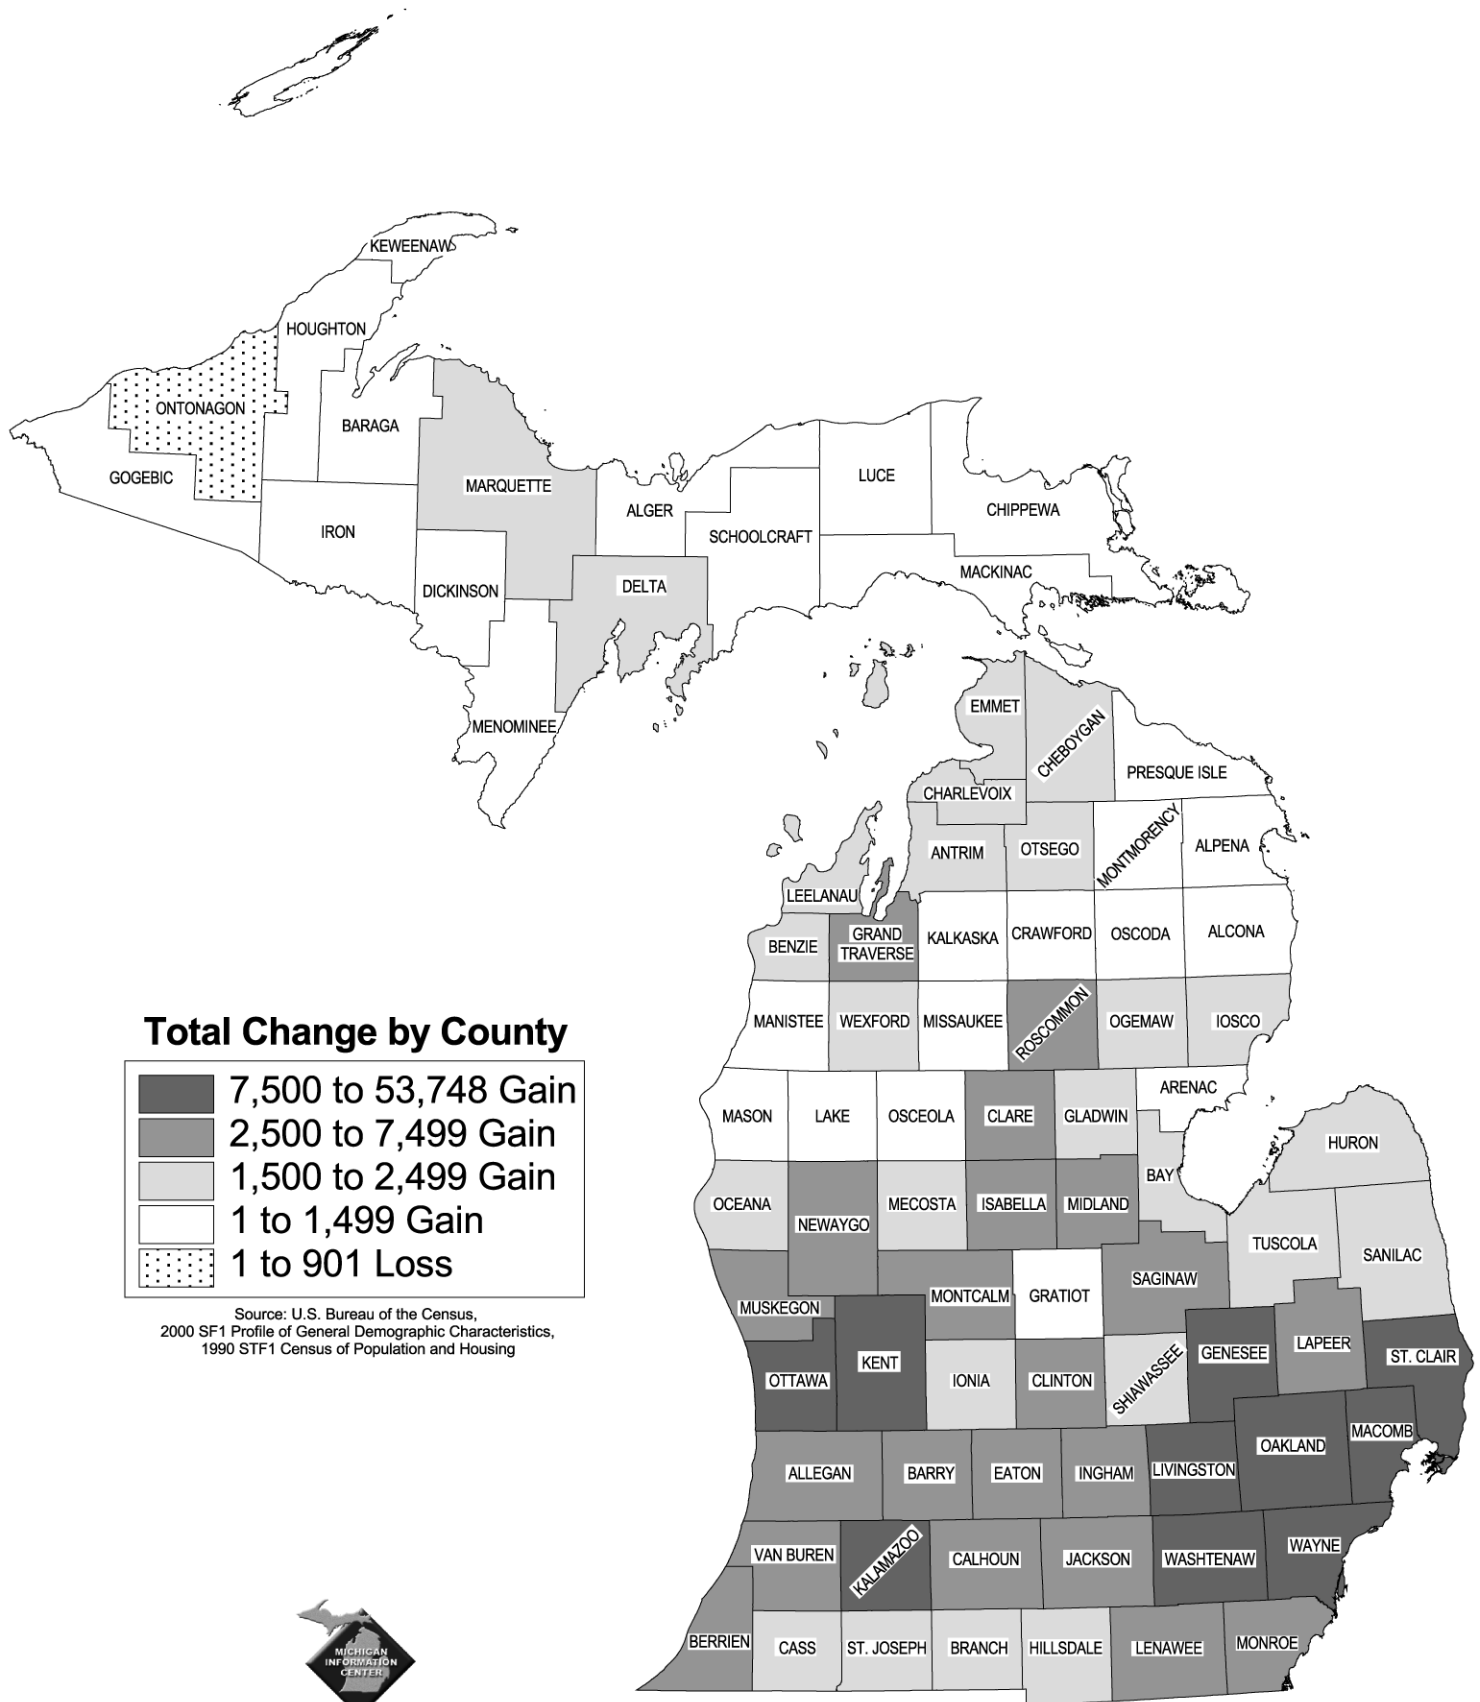 KEWEENAW
HOUGHTON
ONTONAGON
BARAGA
GOGEBIC
MARQUETTE
LUCE
ALGER
CHIPPEWA
IRON
SCHOOLCRAFT
MACKINAC
DICKINSON
DELTA
MENOMINEE
EMMET
CHEBOYGAN
PRESQUE ISLE
CHARLEVOIX
ANTRIM
OTSEGO
MONTMORENCY
ALPENA
LEELANAU
BENZIE
GRAND
TRAVERSE
KALKASKA
CRAWFORD
OSCODA
ALCONA
MANISTEE
WEXFORD
MISSAUKEE
ROSCOMMON
OGEMAW
IOSCO
MASON
LAKE
OSCEOLA
CLARE
GLADWIN
ARENAC
HURON
OCEANA
NEWAYGO
MECOSTA
ISABELLA
MIDLAND
BAY
TUSCOLA
SANILAC
MUSKEGON
MONTCALM
GRATIOT
SAGINAW
OTTAWA
KENT
IONIA
CLINTON
SHIAWASSEE
GENESEE
LAPEER
ST. CLAIR
ALLEGAN
BARRY
EATON
INGHAM
LIVINGSTON
OAKLAND
MACOMB
VAN BUREN
KALAMAZOO
CALHOUN
JACKSON
WASHTENAW
WAYNE
BERRIEN
CASS
ST. JOSEPH
BRANCH
HILLSDALE
LENAWEE
MONROE
Total Change by County
7,500 to 53,748 Gain
2,500 to 7,499 Gain
1,500 to 2,499 Gain
1 to 1,499 Gain
1 to 901 Loss
Source: U.S. Bureau of the Census,
2000 SF1 Profile of General Demographic Characteristics,
1990 STF1 Census of Population and Housing
MICHIGAN
INFORMATION
CENTER